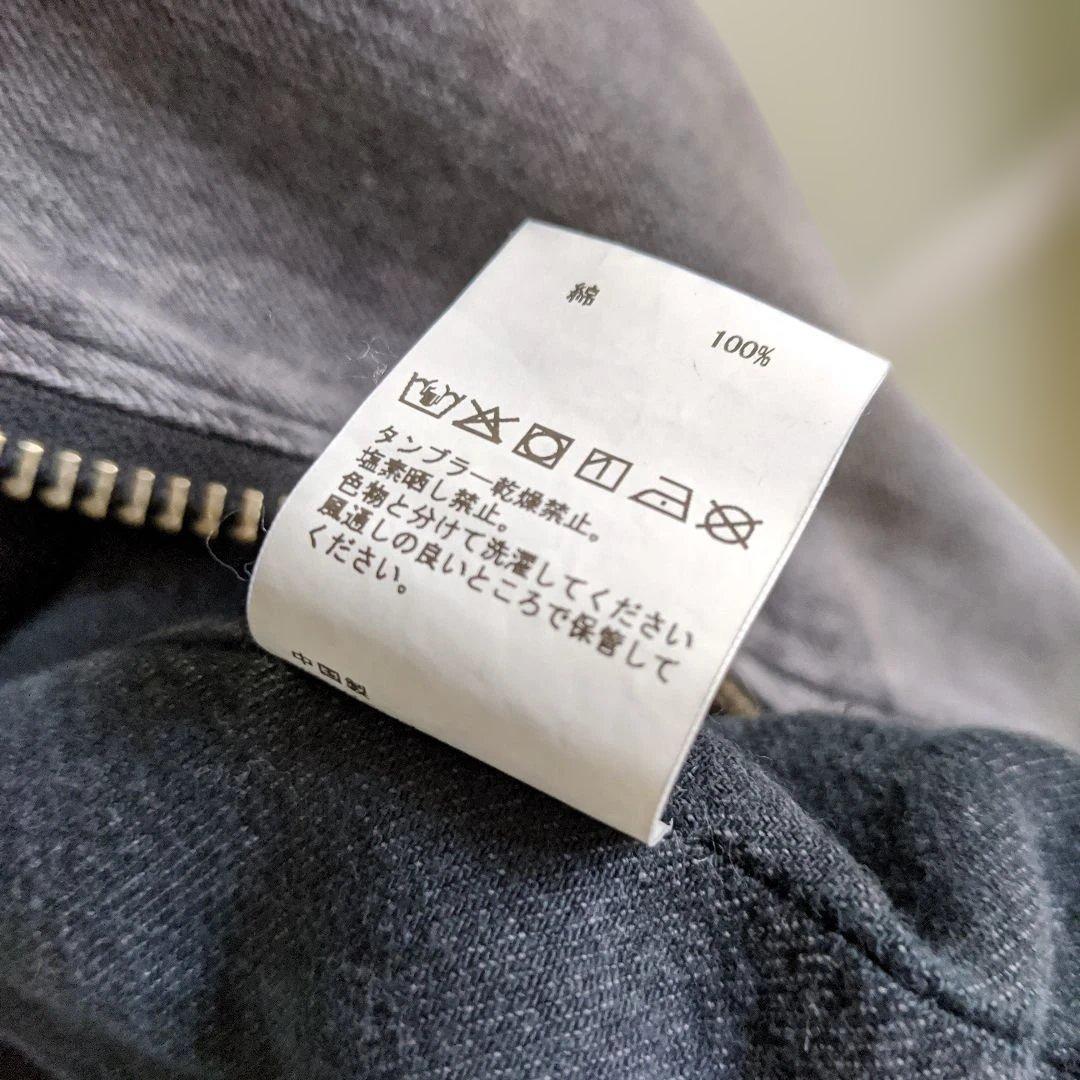 綿
100%
タンブラー乾燥禁止。
塩素晒し禁止。
色物と分けて洗濯してください
風通しの良いところで保管して
ください。
中国製